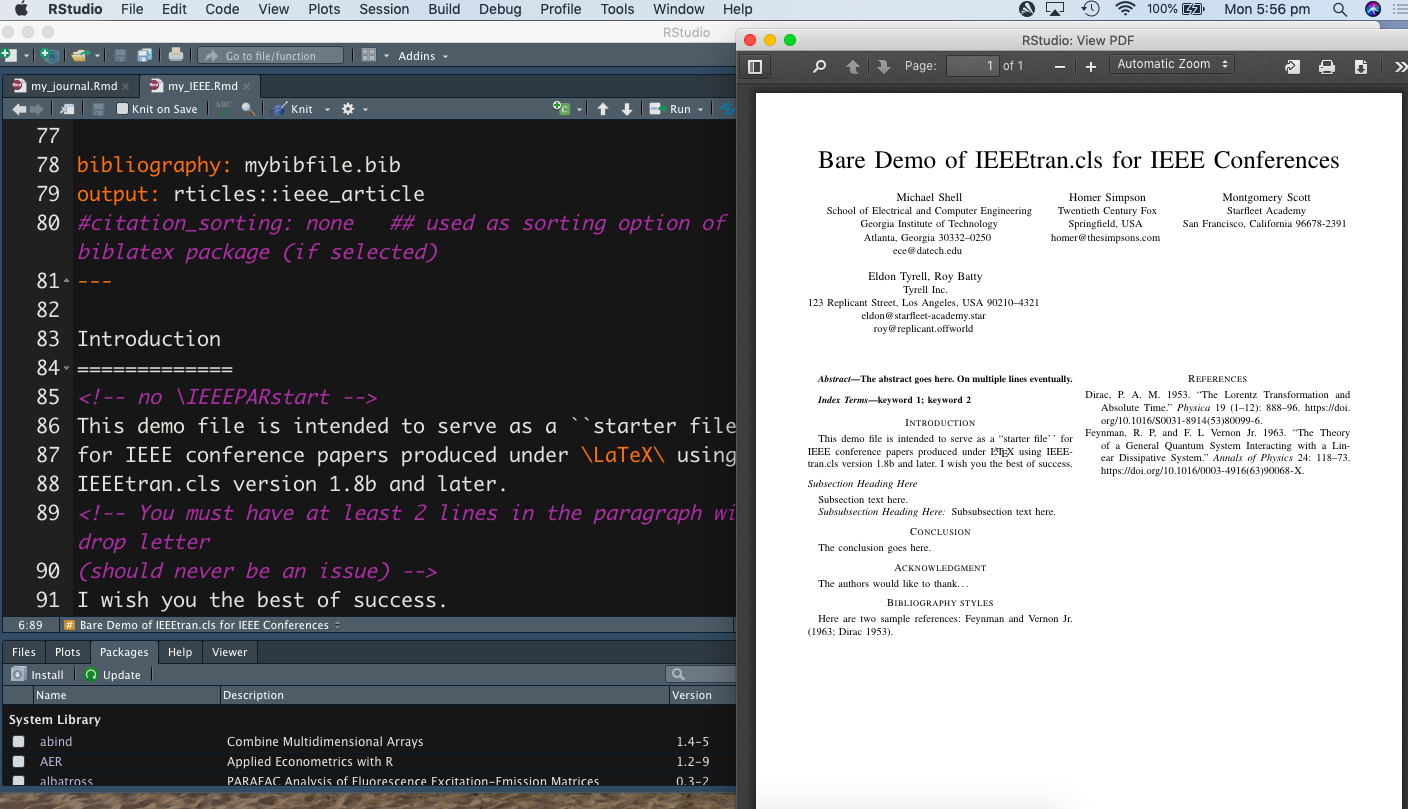 RStudio File Edit Code View Plots Session Build Debug Profile Tools Window Help 100% Mon 5:56 pm
RStudio
Go to file/function Addins
my_journal.Rmd my_IEEE.Rmd
Knit on Save ABC Knit Run
77
78 bibliography: mybibfile.bib
79 output: rticles::ieee_article
80 #citation_sorting: none ## used as sorting option of
biblatex package (if selected)
81 ---
82
83 Introduction
84 =============
85 <!-- no \IEEEPARstart -->
86 This demo file is intended to serve as a ``starter file
87 for IEEE conference papers produced under \LaTeX\ using
88 IEEEtran.cls version 1.8b and later.
89 <!-- You must have at least 2 lines in the paragraph wi
drop letter
90 (should never be an issue) -->
91 I wish you the best of success.
6:89 # Bare Demo of IEEEtran.cls for IEEE Conferences
Files Plots Packages Help Viewer
Install Update
Name Description Version
System Library
abind Combine Multidimensional Arrays 1.4-5
AER Applied Econometrics with R 1.2-9
albatross PARAFAC Analysis of Fluorescence Excitation-Emission Matrices 0.3-2
RStudio: View PDF
Page: 1 of 1 Automatic Zoom
Bare Demo of IEEEtran.cls for IEEE Conferences
Michael Shell
School of Electrical and Computer Engineering
Georgia Institute of Technology
Atlanta, Georgia 30332–0250
ece@datech.edu
Homer Simpson
Twentieth Century Fox
Springfield, USA
homer@thesimpsons.com
Montgomery Scott
Starfleet Academy
San Francisco, California 96678-2391
Eldon Tyrell, Roy Batty
Tyrell Inc.
123 Replicant Street, Los Angeles, USA 90210–4321
eldon@starfleet-academy.star
roy@replicant.offworld
Abstract—The abstract goes here. On multiple lines eventually.
Index Terms—keyword 1; keyword 2
INTRODUCTION
This demo file is intended to serve as a “starter file’’ for
IEEE conference papers produced under LATEX using IEEE-
tran.cls version 1.8b and later. I wish you the best of success.
Subsection Heading Here
Subsection text here.
Subsubsection Heading Here: Subsubsection text here.
CONCLUSION
The conclusion goes here.
ACKNOWLEDGMENT
The authors would like to thank...
BIBLIOGRAPHY STYLES
Here are two sample references: Feynman and Vernon Jr.
(1963; Dirac 1953).
REFERENCES
Dirac, P. A. M. 1953. “The Lorentz Transformation and
Absolute Time.” Physica 19 (1–12): 888–96. https://doi.
org/10.1016/S0031-8914(53)80099-6.
Feynman, R. P, and F. L Vernon Jr. 1963. “The Theory
of a General Quantum System Interacting with a Lin-
ear Dissipative System.” Annals of Physics 24: 118–73.
https://doi.org/10.1016/0003-4916(63)90068-X.